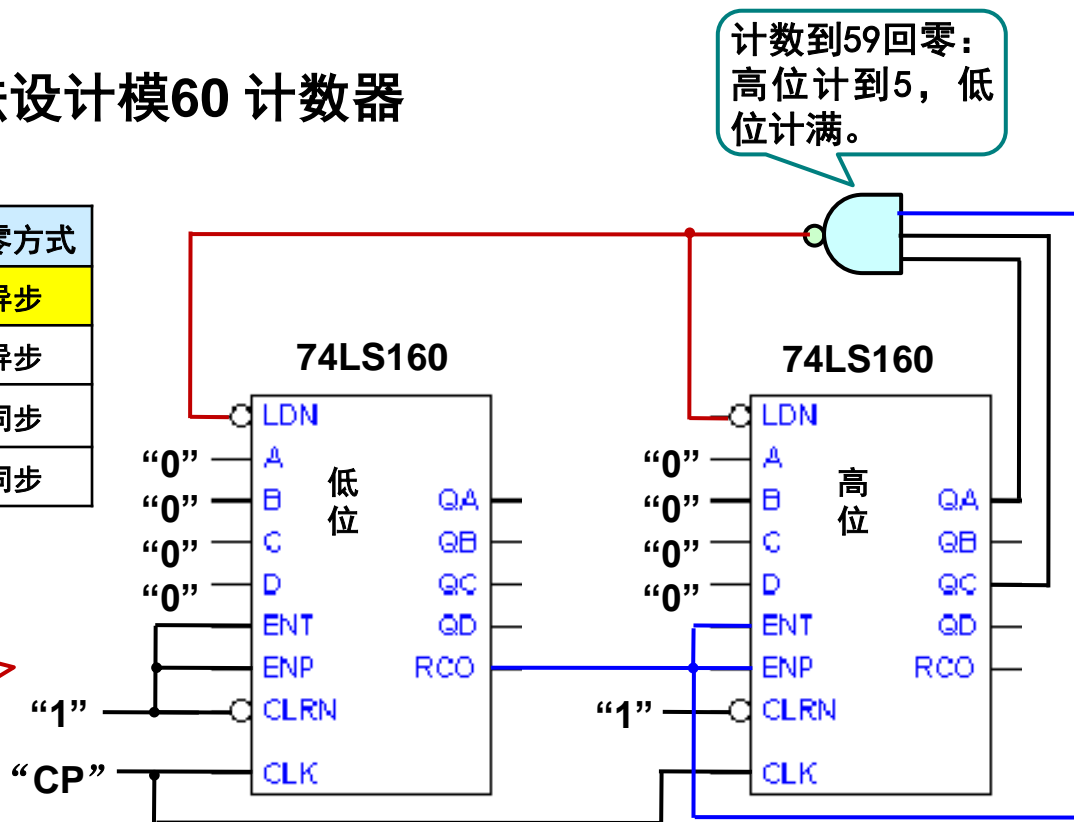 计数到59回零：
高位计到5，低
位计满。
法设计模60 计数器
零方式
异步
异步
同步
同步
74LS160
LDN
“0” A
“0” B
“0” C
“0” D
低
位
QA
QB
QC
QD
ENT
ENP
RCO
“1” CLRN
“CP” CLK
74LS160
LDN
“0” A
“0” B
“0” C
“0” D
高
位
QA
QB
QC
QD
ENT
ENP
RCO
“1” CLRN
CLK